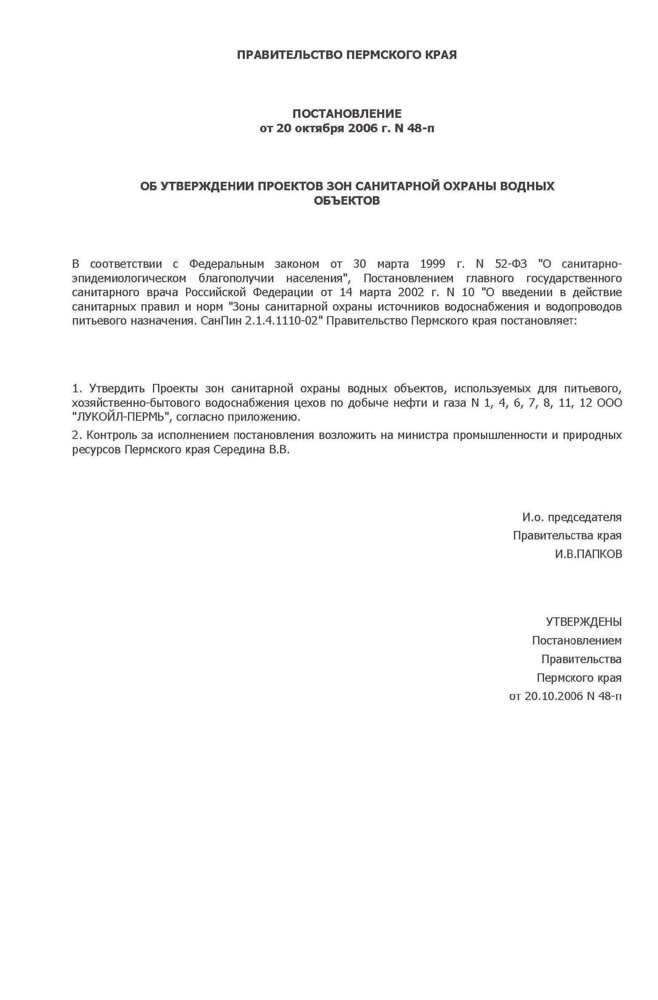 ПРАВИТЕЛЬСТВО ПЕРМСКОГО КРАЯ
ПОСТАНОВЛЕНИЕ
от 20 октября 2006 г. N 48-п
ОБ УТВЕРЖДЕНИИ ПРОЕКТОВ ЗОН САНИТАРНОЙ ОХРАНЫ ВОДНЫХ
ОБЪЕКТОВ
В соответствии с Федеральным законом от 30 марта 1999 г. N 52-ФЗ "О санитарно-
эпидемиологическом благополучии населения", Постановлением главного государственного
санитарного врача Российской Федерации от 14 марта 2002 г. N 10 "О введении в действие
санитарных правил и норм "Зоны санитарной охраны источников водоснабжения и водопроводов
питьевого назначения. СанПин 2.1.4.1110-02" Правительство Пермского края постановляет:
1. Утвердить Проекты зон санитарной охраны водных объектов, используемых для питьевого,
хозяйственно-бытового водоснабжения цехов по добыче нефти и газа N 1, 4, 6, 7, 8, 11, 12 ООО
"ЛУКОЙЛ-ПЕРМЬ", согласно приложению.
2. Контроль за исполнением постановления возложить на министра промышленности и природных
ресурсов Пермского края Середина В.В.
И.о. председателя
Правительства края
И.В.ПАПКОВ
УТВЕРЖДЕНЫ
Постановлением
Правительства
Пермского края
от 20.10.2006 N 48-п